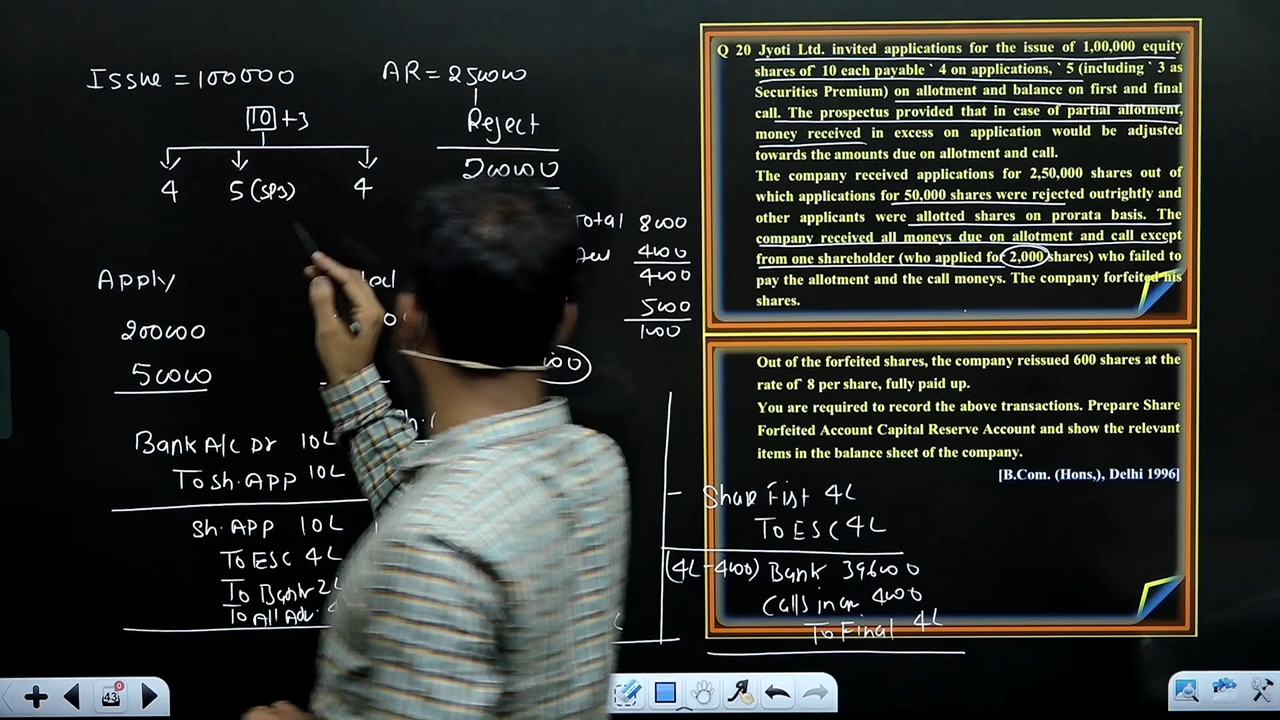 Issue = 100000
AR = 250000
Reject
10 +3
200000
4 5 (SP3) 4
Total 8000
4000
4000
5000
1000
Apply
200000
50000
Bank A/c Dr 10L
To sh. APP 10L
Sh. APP 10L
To ESC 4L
To Bank 2L
To All Adv.
Share First 4L
To ESC 4L
(4L-4000) Bank 396000
Calls in arr 4000
To Final 4L
Q 20 Jyoti Ltd. invited applications for the issue of 1,00,000 equity
shares of 10 each payable ` 4 on applications, ` 5 (including ` 3 as
Securities Premium) on allotment and balance on first and final
call. The prospectus provided that in case of partial allotment,
money received in excess on application would be adjusted
towards the amounts due on allotment and call.
The company received applications for 2,50,000 shares out of
which applications for 50,000 shares were rejected outrightly and
other applicants were allotted shares on prorata basis. The
company received all moneys due on allotment and call except
from one shareholder (who applied for 2,000 shares) who failed to
pay the allotment and the call moneys. The company forfeited his
shares.
Out of the forfeited shares, the company reissued 600 shares at the
rate of ` 8 per share, fully paid up.
You are required to record the above transactions. Prepare Share
Forfeited Account Capital Reserve Account and show the relevant
items in the balance sheet of the company.
[B.Com. (Hons,), Delhi 1996]
43